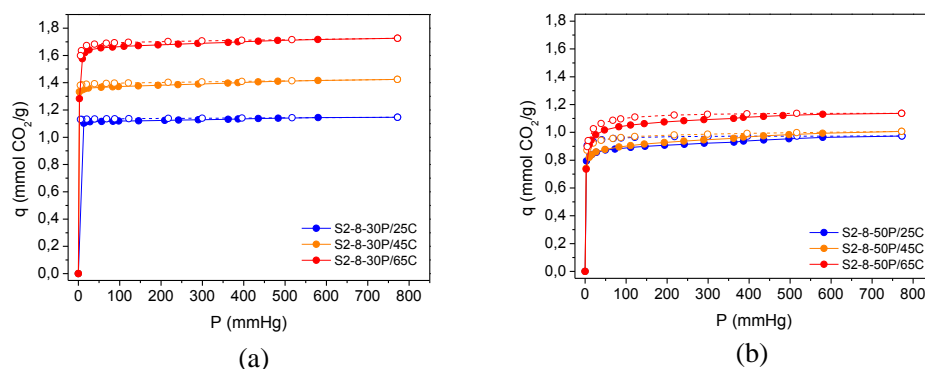 1,8
1,6
1,4
1,2
1,0
0,8
0,6
0,4
0,2
0,0
q (mmol CO2/g)
S2-8-30P/25C
S2-8-30P/45C
S2-8-30P/65C
0 100 200 300 400 500 600 700 800
P (mmHg)
(a)
1,8
1,6
1,4
1,2
1,0
0,8
0,6
0,4
0,2
0,0
q (mmol CO2/g)
S2-8-50P/25C
S2-8-50P/45C
S2-8-50P/65C
0 100 200 300 400 500 600 700 800
P (mmHg)
(b)